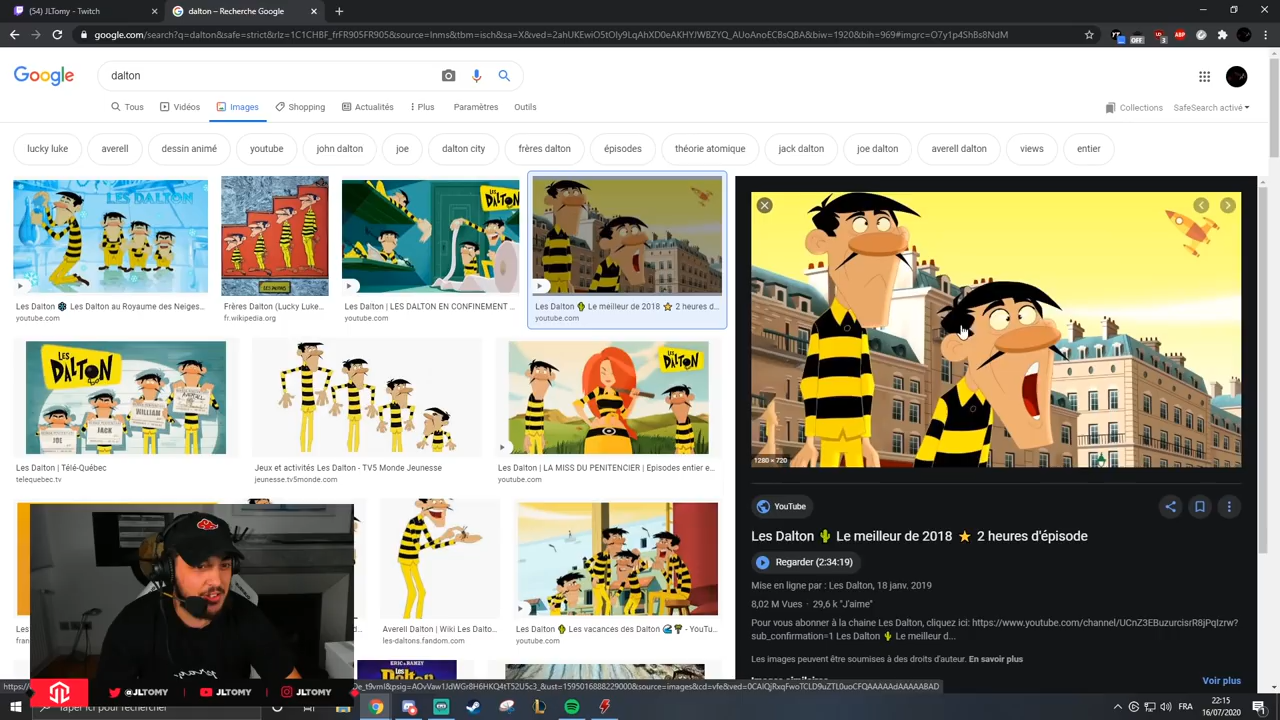 (54) JLTomy - Twitch
dalton - Google
google.com/search?q=dalton&safe=strict&rlz=1C1CHBF_frFR905FR905&source=lnms&tbm=isch&sa=X&ved=2ahUKEwiO5tOly9LqAhXD0eAKHYJWBZYQ_AUoAnoECBsQBA&biw=1920&bih=969#imgrc=O7y1p4ShBs8NdM
Google
dalton
Tous
Vidéos
Images
Shopping
Actualités
Plus
Paramètres
Outils
Collections
SafeSearch activé
lucky luke
averell
dessin animé
youtube
john dalton
joe
dalton city
frères dalton
épisodes
théorie atomique
jack dalton
joe dalton
averell dalton
views
entier
LES DALTON
LES DALTON
LES DALTON
Les Dalton Les Dalton au Royaume des Neiges...
youtube.com
Frères Dalton (Lucky Luke...
fr.wikipedia.org
Les Dalton | LES DALTON EN CONFINEMENT ...
youtube.com
Les Dalton Le meilleur de 2018 2 heures d...
youtube.com
LES DALTON
JOE
JACK
WILLIAM
AVERELL
LES DALTON
Les Dalton | Télé-Québec
telequebec.tv
Jeux et activités Les Dalton - TV5 Monde Jeunesse
jeunesse.tv5monde.com
Les Dalton | LA MISS DU PENITENCIER | Episodes entier e...
youtube.com
1280 × 720
YouTube
Les Dalton Le meilleur de 2018 2 heures d'épisode
Regarder (2:34:19)
Mise en ligne par : Les Dalton, 18 janv. 2019
8,02 M Vues · 29,6 k "J'aime"
Pour vous abonner à la chaine Les Dalton, cliquez ici: https://www.youtube.com/channel/UCnZ3EBuzurcisrR8jPqIzrw?
sub_confirmation=1 Les Dalton Le meilleur d...
Les images peuvent être soumises à des droits d'auteur. En savoir plus
Voir plus
Averell Dalton | Wiki Les Dalto...
les-daltons.fandom.com
Les Dalton Les vacances des Dalton - YouTu...
youtube.com
@JLTOMY
JLTOMY
JLTOMY
Taper ici pour rechercher
FRA
22:15
16/07/2020